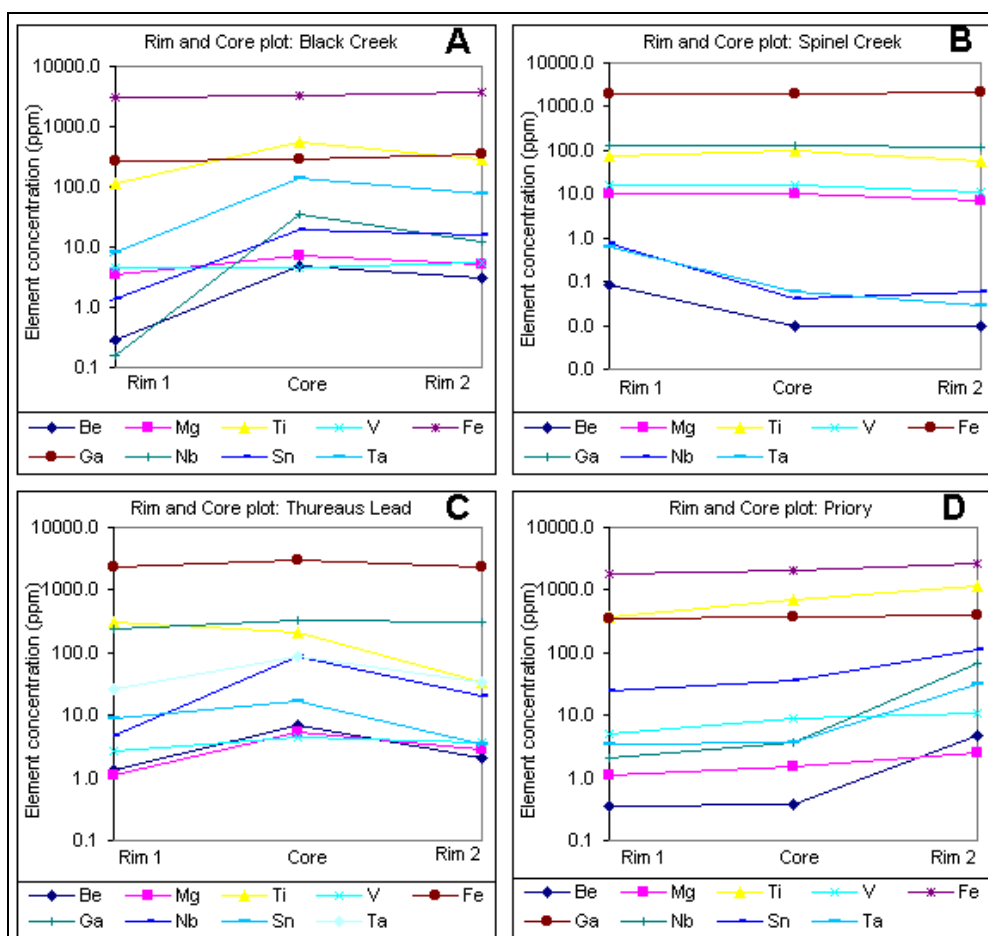 Rim and Core plot: Black Creek
A
Element concentration (ppm)
10000.0
1000.0
100.0
10.0
1.0
0.1
Rim 1 Core Rim 2
Be Mg Ti V Fe
Ga Nb Sn Ta
Rim and Core plot: Spinel Creek
B
Element concentration (ppm)
10000.0
1000.0
100.0
10.0
1.0
0.1
0.0
0.0
Rim 1 Core Rim 2
Be Mg Ti V Fe
Ga Nb Ta
Rim and Core plot: Thureaus Lead
C
Element concentration (ppm)
10000.0
1000.0
100.0
10.0
1.0
0.1
Rim 1 Core Rim 2
Be Mg Ti V Fe
Ga Nb Sn Ta
Rim and Core plot: Priory
D
Element concentration (ppm)
10000.0
1000.0
100.0
10.0
1.0
0.1
Rim 1 Core Rim 2
Be Mg Ti V Fe
Ga Nb Sn Ta